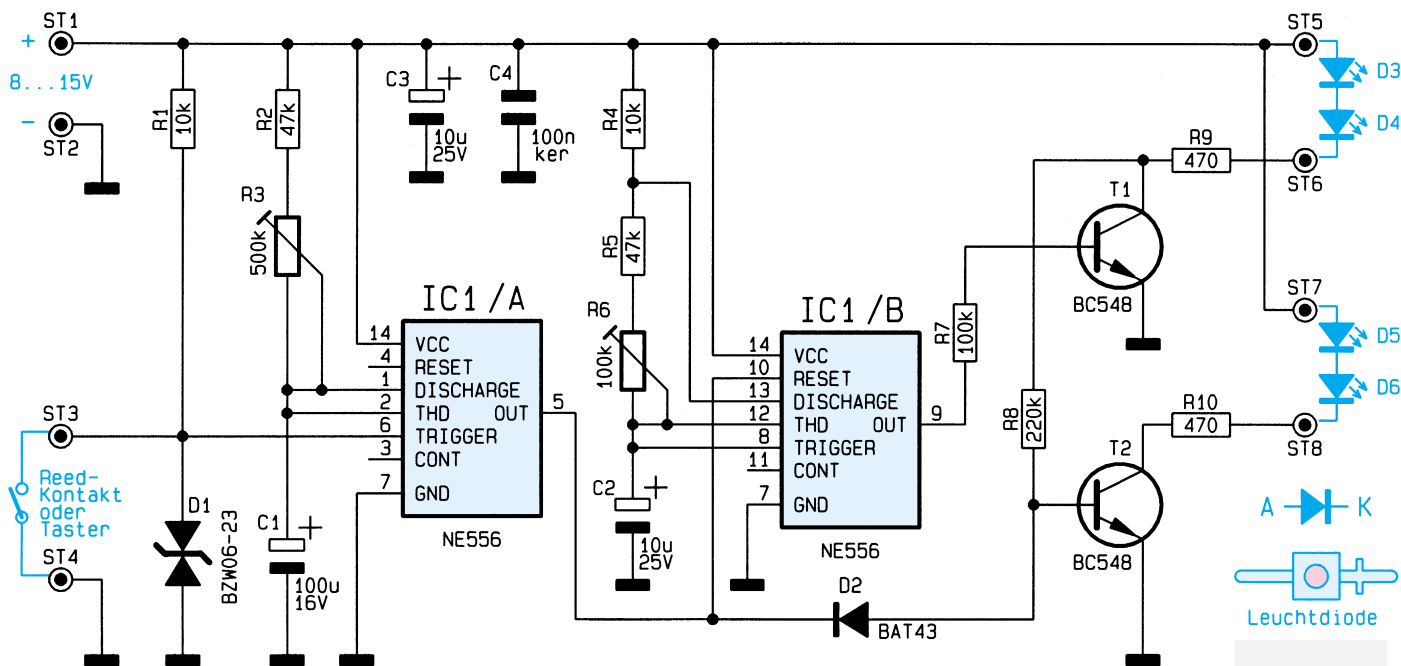 ST1
+
8...15V
-
ST2
R1
10k
R2
47k
R3
500k
C3
+
10u
25V
C4
100n
ker
R4
10k
R5
47k
R6
100k
IC1 /A
14
VCC
4
RESET
1
DISCHARGE
2
THD
OUT
5
6
TRIGGER
3
CONT
7
GND
NE556
IC1 /B
14
VCC
10
RESET
13
DISCHARGE
12
THD
OUT
9
8
TRIGGER
11
CONT
7
GND
NE556
ST3
Reed-
Kontakt
oder
Taster
ST4
D1
BZW06-23
C1
+
100u
16V
C2
+
10u
25V
R7
100k
R8
220k
D2
BAT43
T1
BC548
T2
BC548
R9
470
R10
470
ST5
D3
D4
ST6
ST7
D5
D6
ST8
A
K
Leuchtdiode